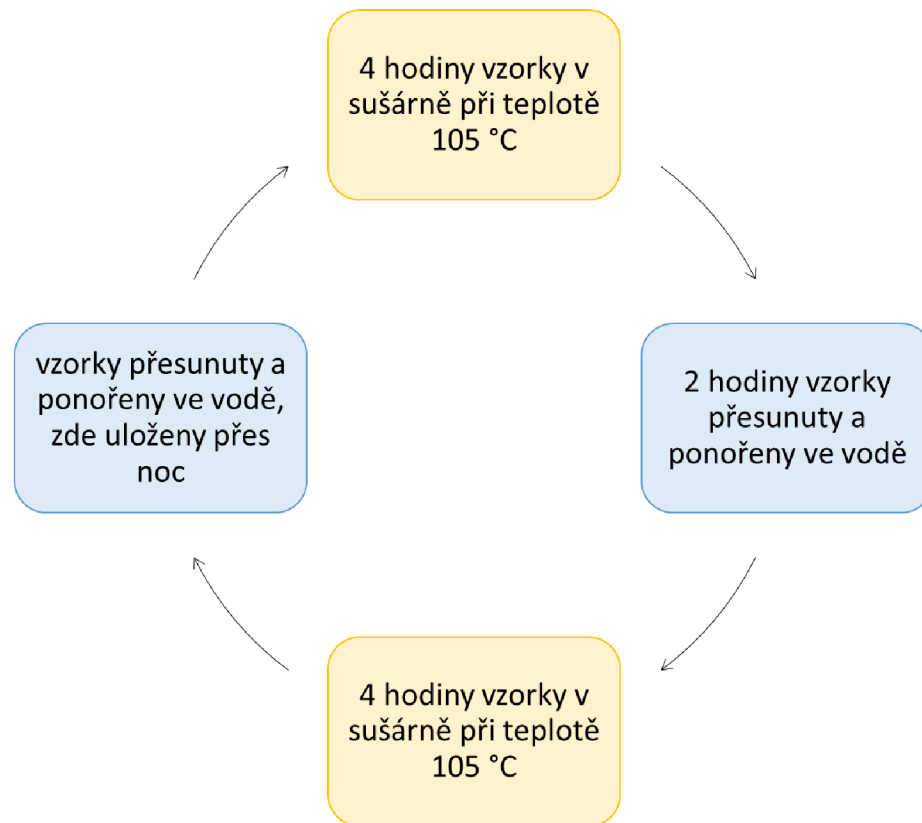 4 hodiny vzorky v
sušárně při teplotě
105 °C
2 hodiny vzorky
přesunuty a
ponořeny ve vodě
4 hodiny vzorky v
sušárně při teplotě
105 °C
vzorky přesunuty a
ponořeny ve vodě,
zde uloženy přes
noc